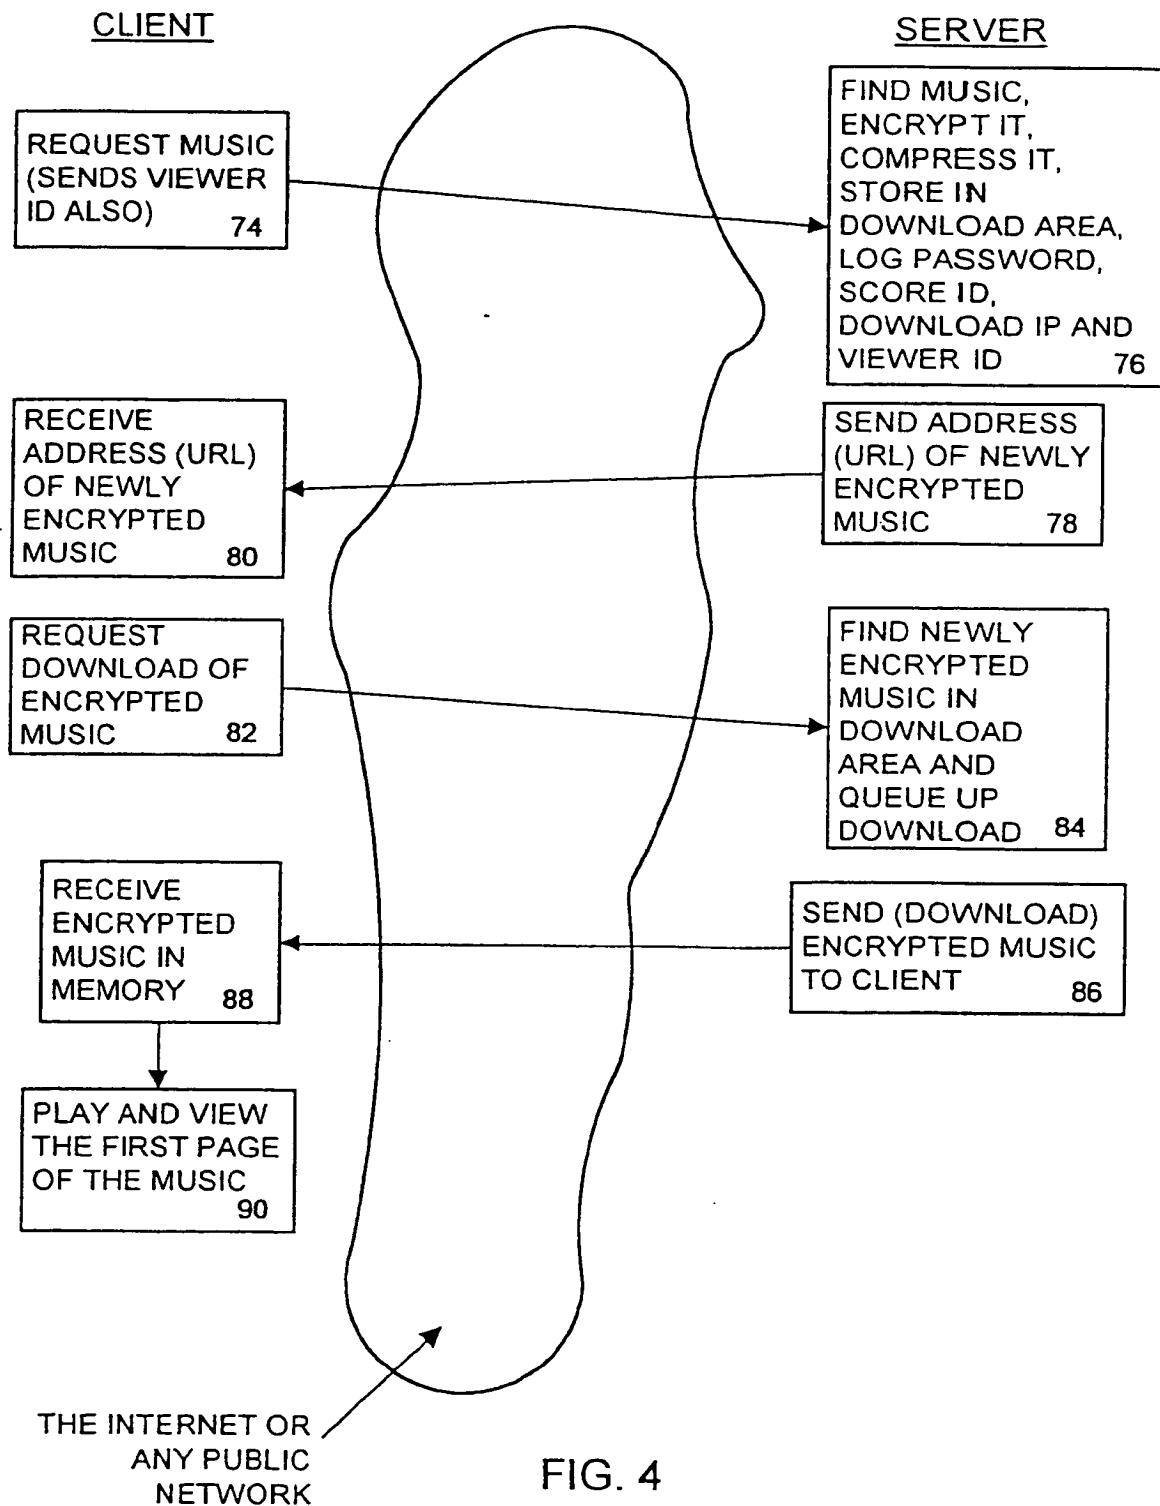 CLIENT
SERVER
REQUEST MUSIC
(SENDS VIEWER
ID ALSO)
74
FIND MUSIC,
ENCRYPT IT,
COMPRESS IT,
STORE IN
DOWNLOAD AREA,
LOG PASSWORD,
SCORE ID,
DOWNLOAD IP AND
VIEWER ID
76
SEND ADDRESS
(URL) OF NEWLY
ENCRYPTED
MUSIC
78
RECEIVE
ADDRESS (URL)
OF NEWLY
ENCRYPTED
MUSIC
80
REQUEST
DOWNLOAD OF
ENCRYPTED
MUSIC
82
FIND NEWLY
ENCRYPTED
MUSIC IN
DOWNLOAD
AREA AND
QUEUE UP
DOWNLOAD
84
SEND (DOWNLOAD)
ENCRYPTED MUSIC
TO CLIENT
86
RECEIVE
ENCRYPTED
MUSIC IN
MEMORY
88
PLAY AND VIEW
THE FIRST PAGE
OF THE MUSIC
90
THE INTERNET OR
ANY PUBLIC
NETWORK
FIG. 4